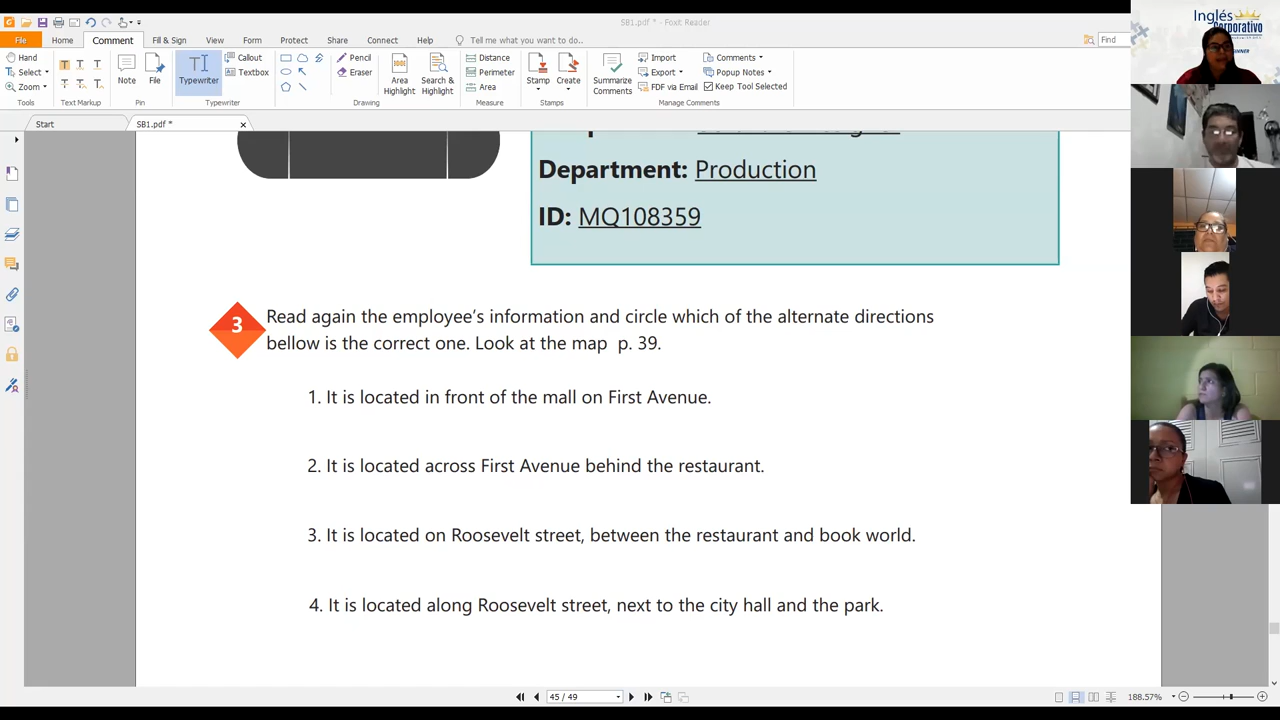 SB1.pdf * - Foxit Reader
File Home Comment Fill & Sign View Form Protect Share Connect Help Tell me what you want to do.. Find
Hand
Select
Zoom
Tools
Text Markup
Note
File
Pin
Typewriter
Callout
Textbox
Typewriter
Pencil
Eraser
Drawing
Area Highlight
Search & Highlight
Distance
Perimeter
Area
Measure
Stamp
Create
Stamps
Summarize Comments
Import
Export
FDF via Email
Comments
Popup Notes
Keep Tool Selected
Manage Comments
Start
SB1.pdf *
Inglés
Corporativo
Department: Production
ID: MQ108359
3
Read again the employee's information and circle which of the alternate directions
bellow is the correct one. Look at the map p. 39.
1. It is located in front of the mall on First Avenue.
2. It is located across First Avenue behind the restaurant.
3. It is located on Roosevelt street, between the restaurant and book world.
4. It is located along Roosevelt street, next to the city hall and the park.
45 / 49
188.57%